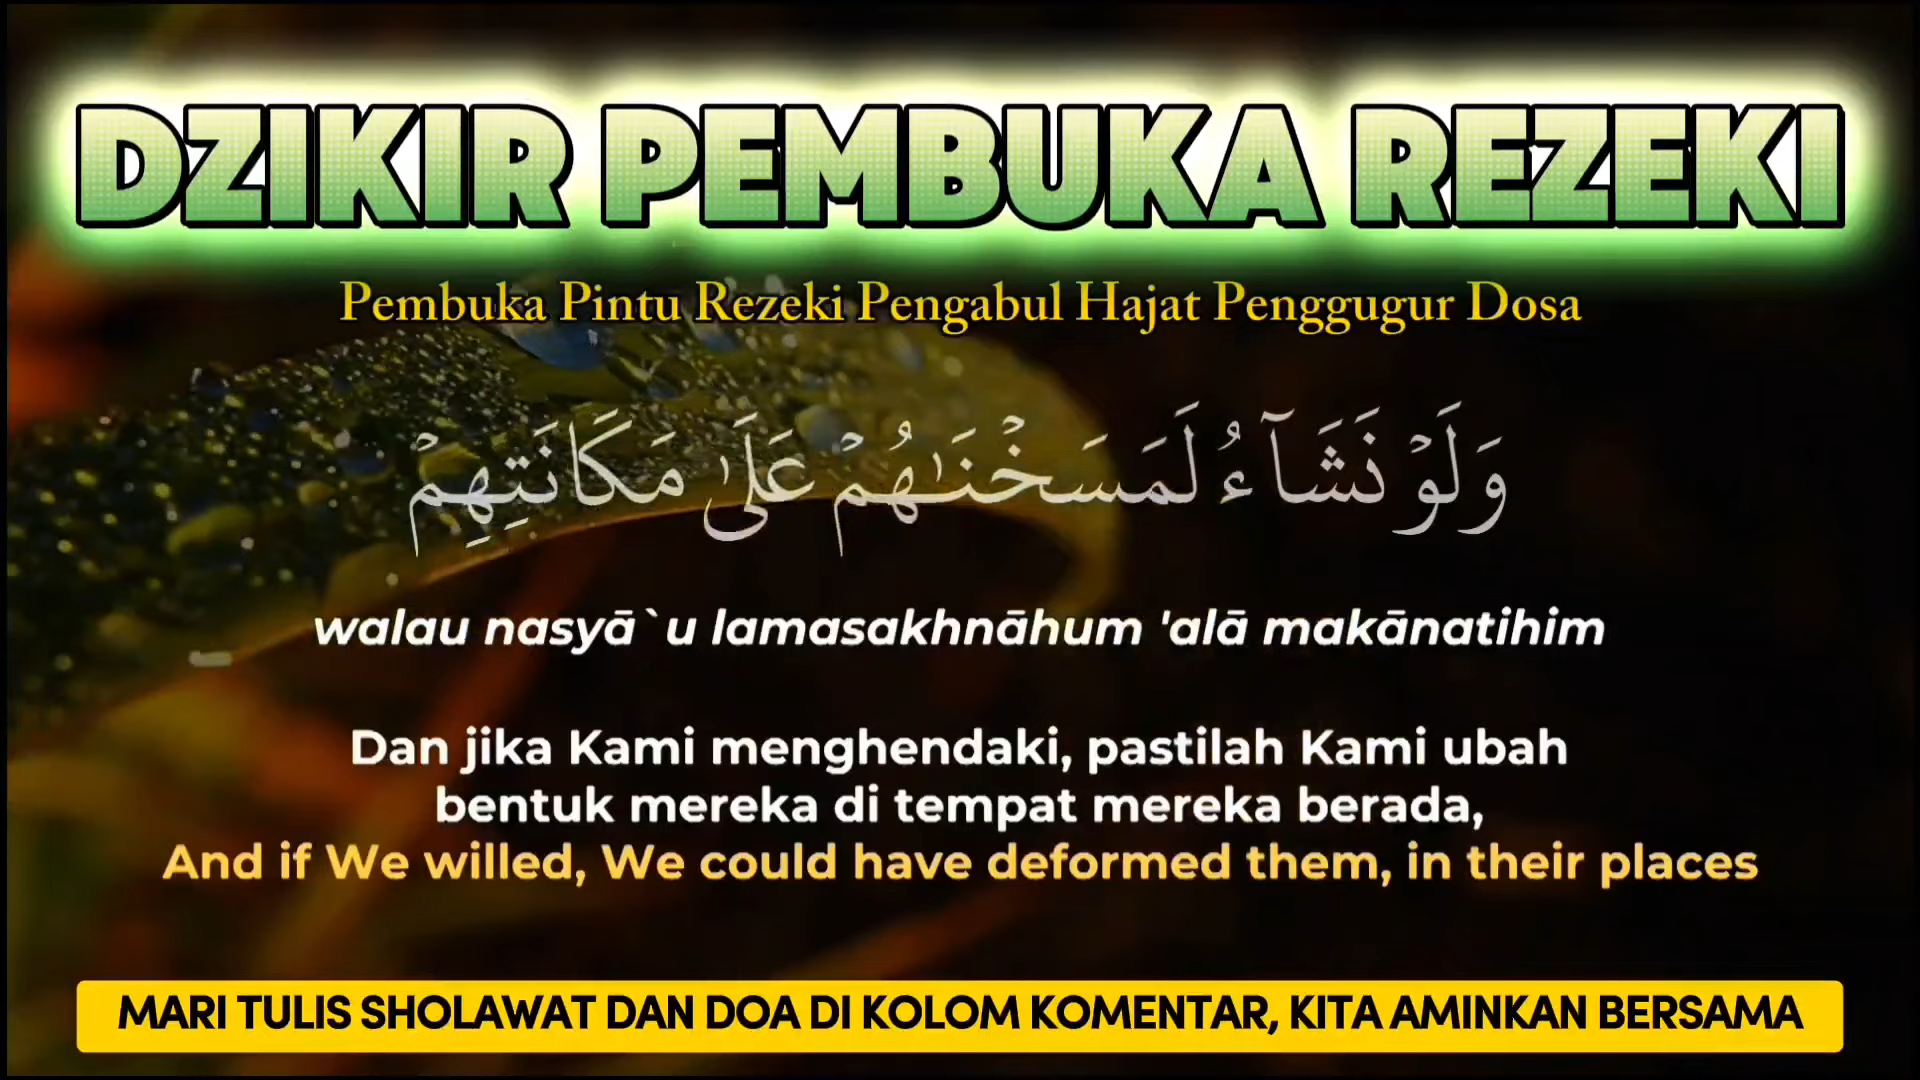 DZIKIR PEMBUKA REZEKI
Pembuka Pintu Rezeki Pengabul Hajat Penggugur Dosa
وَلَوْ نَشَآءُ لَمَسَخْنَٰهُمْ عَلَىٰ مَكَانَتِهِمْ
walau nasyā`u lamasakhnāhum 'alā makānatihim
Dan jika Kami menghendaki, pastilah Kami ubah
bentuk mereka di tempat mereka berada,
And if We willed, We could have deformed them, in their places
MARI TULIS SHOLAWAT DAN DOA DI KOLOM KOMENTAR, KITA AMINKAN BERSAMA